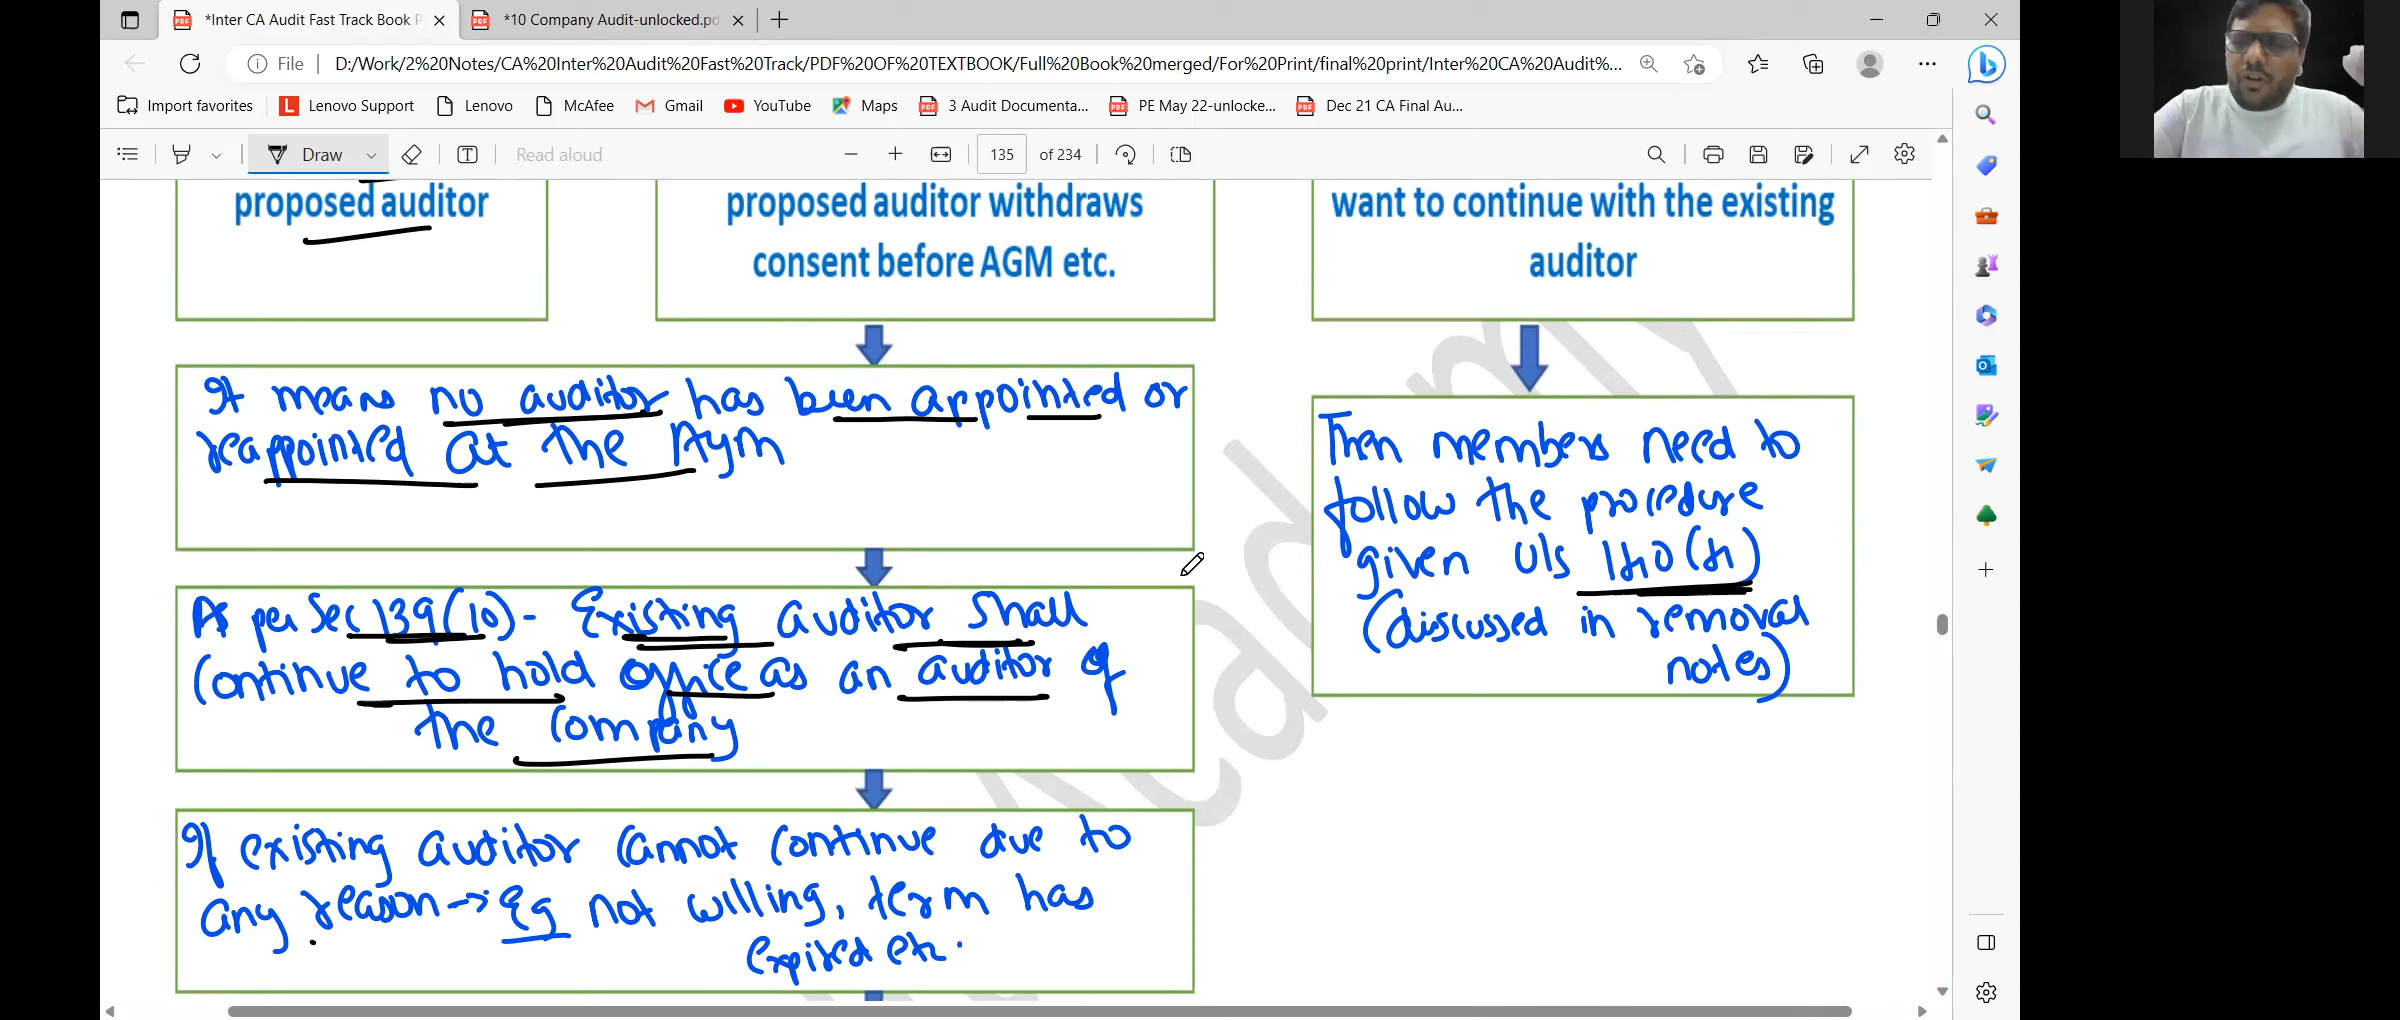 *Inter CA Audit Fast Track Book P
*10 Company Audit-unlocked.pd
File
D:/Work/2%20Notes/CA%20Inter%20Audit%20Fast%20Track/PDF%20OF%20TEXTBOOK/Full%20Book%20merged/For%20Print/final%20print/Inter%20CA%20Audit%...
Import favorites
Lenovo Support
Lenovo
McAfee
Gmail
YouTube
Maps
3 Audit Documenta...
PE May 22-unlocke...
Dec 21 CA Final Au...
Draw
Read aloud
135
of 234
proposed auditor
proposed auditor withdraws
consent before AGM etc.
want to continue with the existing
auditor
It means no auditor has been appointed or
reappointed at the Agm
Then members need to
follow the procedure
given U/s 140(4)
(discussed in removal
notes)
As per Sec 139(10)- Existing auditor shall
Continue to hold office as an auditor of
the company
If existing auditor cannot continue due to
any reason → Eg not willing, term has
expired etc.